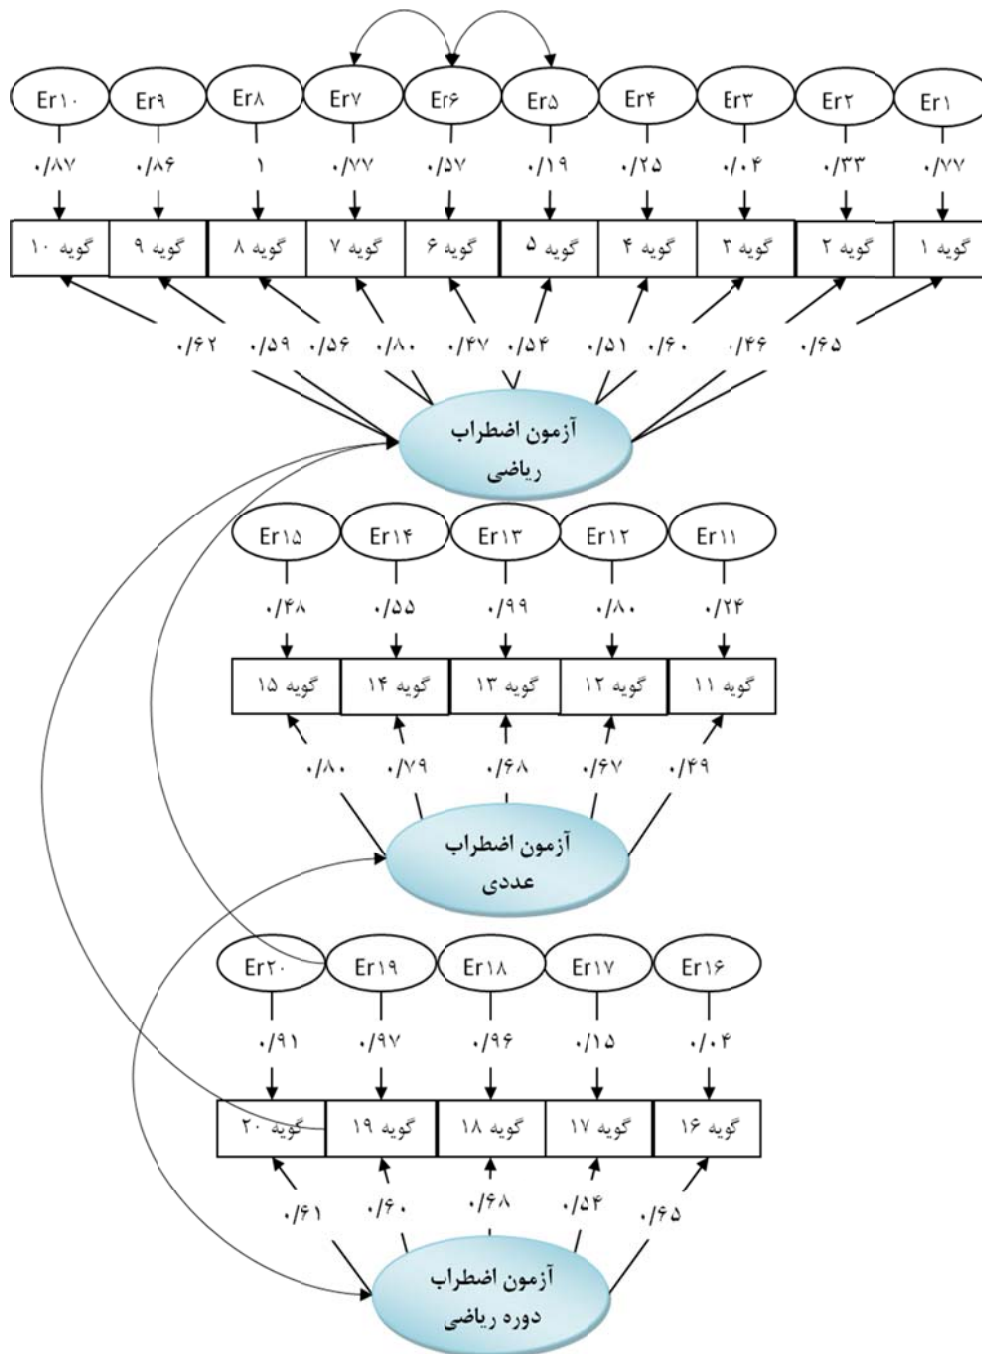 Er۱۰ Er۹ Er۸ Er۷ Er۶ Er۵ Er۴ Er۳ Er۲ Er۱
۰/۸۷ ۰/۸۶ ۱ ۰/۷۷ ۰/۵۷ ۰/۱۹ ۰/۲۵ ۰/۰۴ ۰/۳۳ ۰/۷۷
گویه ۱۰ گویه ۹ گویه ۸ گویه ۷ گویه ۶ گویه ۵ گویه ۴ گویه ۳ گویه ۲ گویه ۱
۰/۶۲ ۰/۵۹ ۰/۵۶ ۰/۸۰ ۰/۴۷ ۰/۵۴ ۰/۵۱ ۰/۶۰ ۰/۴۶ ۰/۶۵
آزمون اضطراب
ریاضی
Er۱۵ Er۱۴ Er۱۳ Er۱۲ Er۱۱
۰/۴۸ ۰/۵۵ ۰/۹۹ ۰/۸۰ ۰/۲۴
گویه ۱۵ گویه ۱۴ گویه ۱۳ گویه ۱۲ گویه ۱۱
۰/۸۰ ۰/۷۹ ۰/۶۸ ۰/۶۷ ۰/۴۹
آزمون اضطراب
عددی
Er۲۰ Er۱۹ Er۱۸ Er۱۷ Er۱۶
۰/۹۱ ۰/۹۷ ۰/۹۶ ۰/۱۵ ۰/۰۴
گویه ۲۰ گویه ۱۹ گویه ۱۸ گویه ۱۷ گویه ۱۶
۰/۶۱ ۰/۶۰ ۰/۶۸ ۰/۵۴ ۰/۶۵
آزمون اضطراب
دوره ریاضی